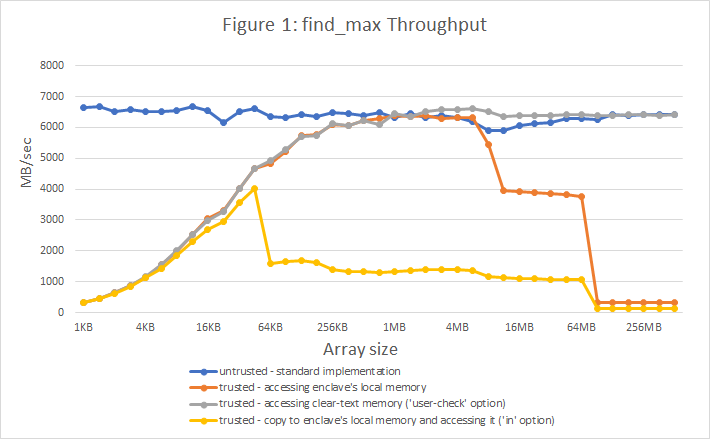 Figure 1: find_max Throughput
8000
7000
6000
5000
4000
3000
2000
1000
0
MB/sec
1KB 4KB 16KB 64KB 256KB 1MB 4MB 16MB 64MB 256MB
Array size
untrusted - standard implementation
trusted - accessing enclave's local memory
trusted - accessing clear-text memory ('user-check' option)
trusted - copy to enclave's local memory and accessing it ('in' option)